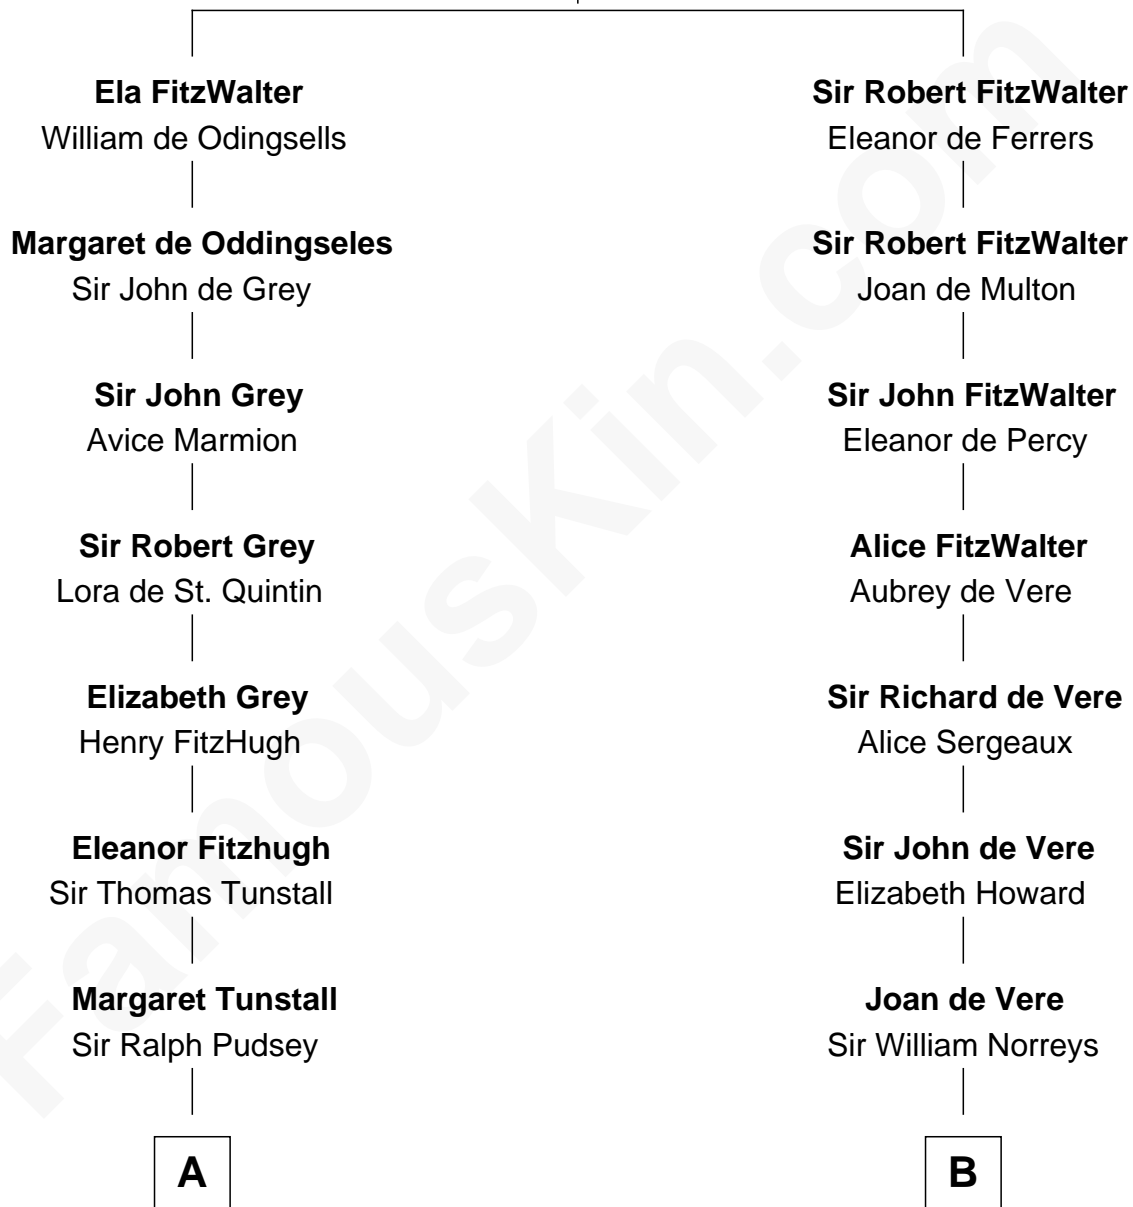 Ela FitzWalter
William de Odingsells
Margaret de Oddingseles
Sir John de Grey
Sir John Grey
Avice Marmion
Sir Robert Grey
Lora de St. Quintin
Elizabeth Grey
Henry FitzHugh
Eleanor Fitzhugh
Sir Thomas Tunstall
Margaret Tunstall
Sir Ralph Pudsey
A
Sir Robert FitzWalter
Eleanor de Ferrers
Sir Robert FitzWalter
Joan de Multon
Sir John FitzWalter
Eleanor de Percy
Alice FitzWalter
Aubrey de Vere
Sir Richard de Vere
Alice Sergeaux
Sir John de Vere
Elizabeth Howard
Joan de Vere
Sir William Norreys
B
FamousKin.com